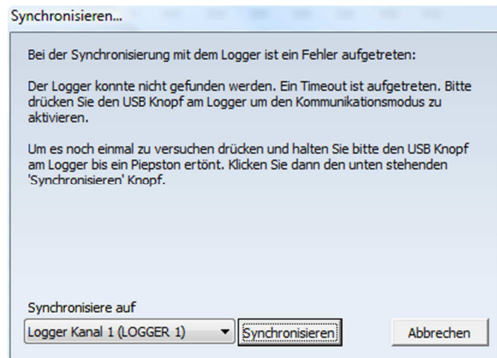 Synchronisieren...
Bei der Synchronisierung mit dem Logger ist ein Fehler aufgetreten:
Der Logger konnte nicht gefunden werden. Ein Timeout ist aufgetreten. Bitte
drücken Sie den USB Knopf am Logger um den Kommunikationsmodus zu
aktivieren.
Um es noch einmal zu versuchen drücken und halten Sie bitte den USB Knopf
am Logger bis ein Piepston ertönt. Klicken Sie dann den unten stehenden
'Synchronisieren' Knopf.
Synchronisiere auf
Logger Kanal 1 (LOGGER 1) Synchronisieren Abbrechen